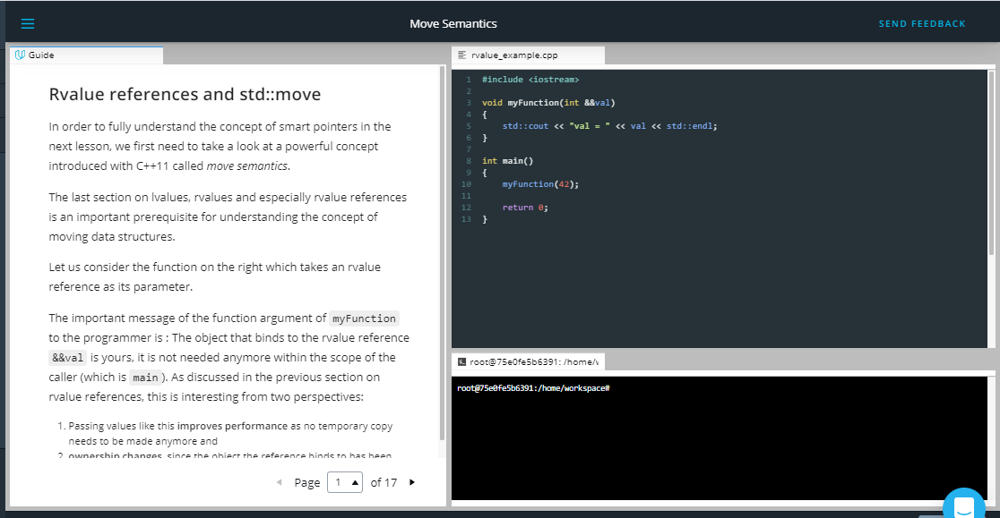 Move Semantics
SEND FEEDBACK
Guide
Rvalue references and std::move
In order to fully understand the concept of smart pointers in the
next lesson, we first need to take a look at a powerful concept
introduced with C++11 called move semantics.
The last section on lvalues, rvalues and especially rvalue references
is an important prerequisite for understanding the concept of
moving data structures.
Let us consider the function on the right which takes an rvalue
reference as its parameter.
The important message of the function argument of myFunction
to the programmer is : The object that binds to the rvalue reference
&&val is yours, it is not needed anymore within the scope of the
caller (which is main ). As discussed in the previous section on
rvalue references, this is interesting from two perspectives:
1. Passing values like this improves performance as no temporary copy
needs to be made anymore and
2. ownership changes, since the object the reference binds to has been
Page 1 of 17
rvalue_example.cpp
1 #include <iostream>
2
3 void myFunction(int &&val)
4 {
5 std::cout << "val = " << val << std::endl;
6 }
7
8 int main()
9 {
10 myFunction(42);
11
12 return 0;
13 }
root@75e0fe5b6391: /home/w
root@75e0fe5b6391:/home/workspace#